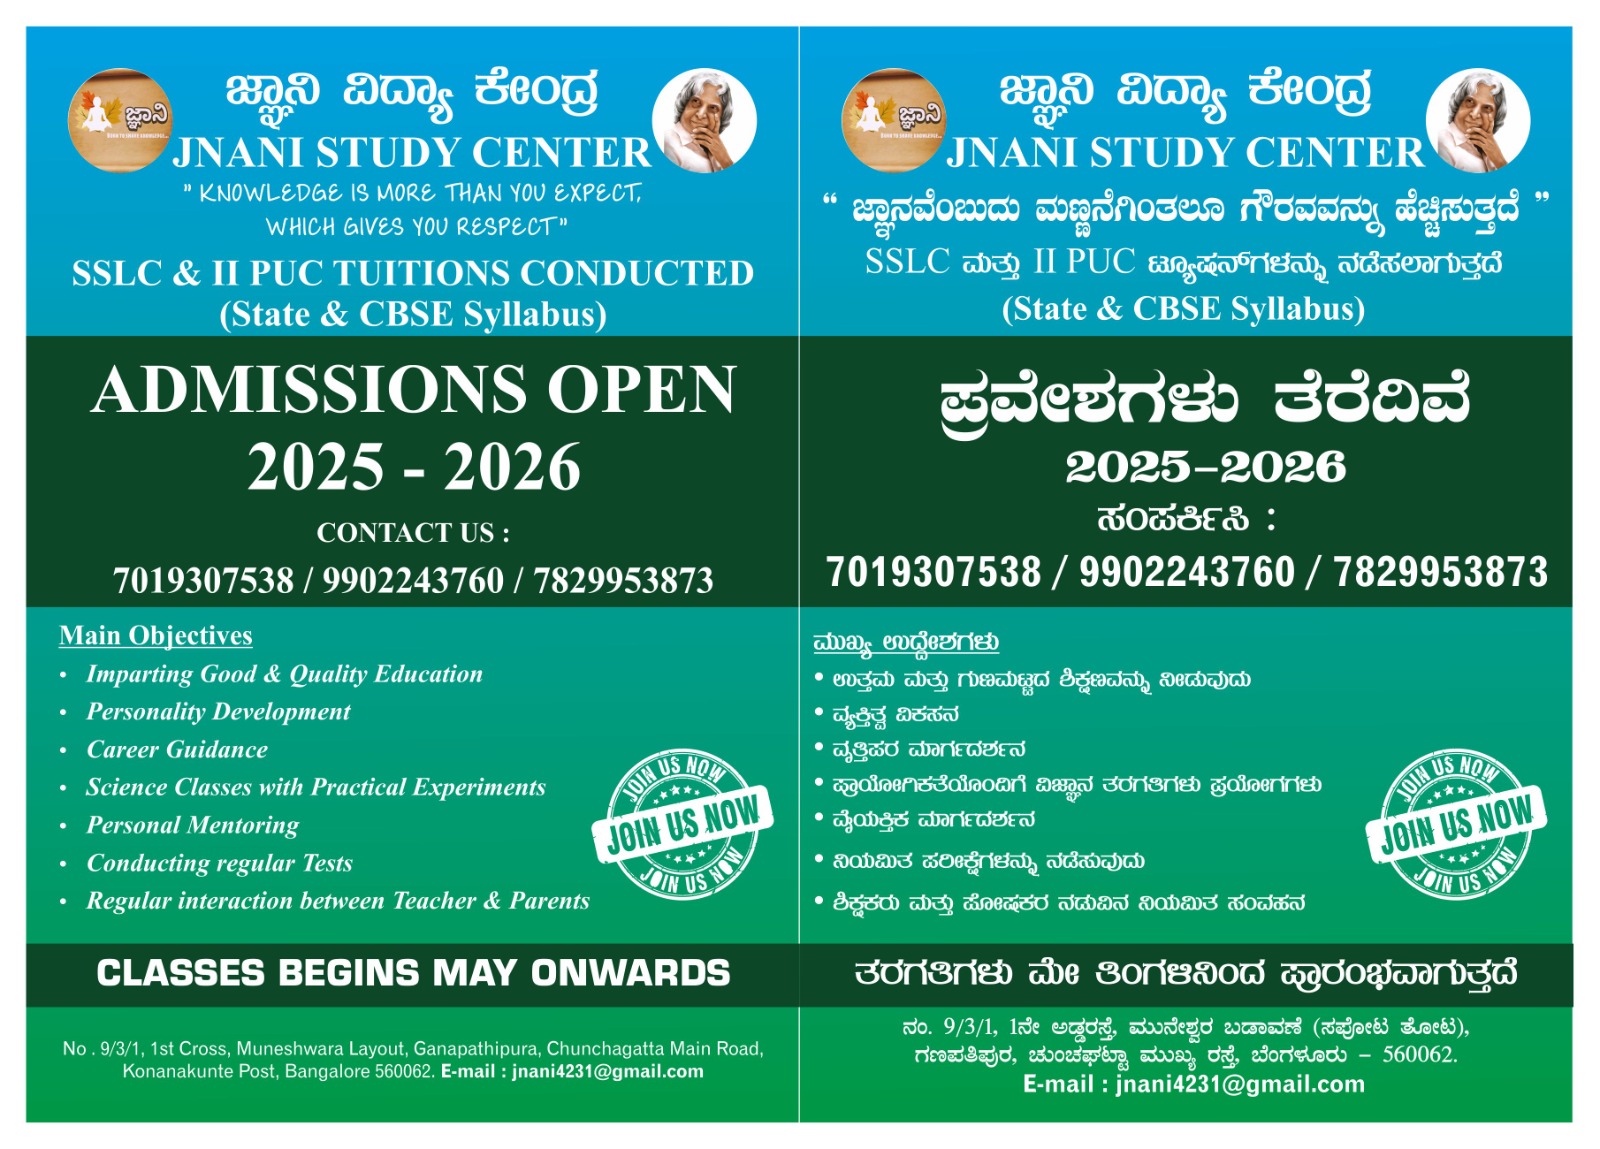 ಜ್ಞಾನಿ
BORN TO SHARE KNOWLEDGE...
ಜ್ಞಾನಿ ವಿದ್ಯಾ ಕೇಂದ್ರ
JNANI STUDY CENTER
" KNOWLEDGE IS MORE THAN YOU EXPECT,
WHICH GIVES YOU RESPECT"
SSLC & II PUC TUITIONS CONDUCTED
(State & CBSE Syllabus)
ADMISSIONS OPEN
2025 - 2026
CONTACT US :
7019307538 / 9902243760 / 7829953873
Main Objectives
• Imparting Good & Quality Education
• Personality Development
• Career Guidance
• Science Classes with Practical Experiments
• Personal Mentoring
• Conducting regular Tests
• Regular interaction between Teacher & Parents
JOIN US NOW
JOIN US NOW
JOIN US NOW
CLASSES BEGINS MAY ONWARDS
No . 9/3/1, 1st Cross, Muneshwara Layout, Ganapathipura, Chunchagatta Main Road,
Konanakunte Post, Bangalore 560062. E-mail : jnani4231@gmail.com
ಜ್ಞಾನಿ
BORN TO SHARE KNOWLEDGE...
ಜ್ಞಾನಿ ವಿದ್ಯಾ ಕೇಂದ್ರ
JNANI STUDY CENTER
“ ಜ್ಞಾನವೆಂಬುದು ಮಣ್ಣನೆಗಿಂತಲೂ ಗೌರವವನ್ನು ಹೆಚ್ಚಿಸುತ್ತದೆ ”
SSLC ಮತ್ತು II PUC ಟ್ಯೂಷನ್‌ಗಳನ್ನು ನಡೆಸಲಾಗುತ್ತದೆ
(State & CBSE Syllabus)
ಪ್ರವೇಶಗಳು ತೆರೆದಿವೆ
2025-2026
ಸಂಪರ್ಕಿಸಿ :
7019307538 / 9902243760 / 7829953873
ಮುಖ್ಯ ಉದ್ದೇಶಗಳು
• ಉತ್ತಮ ಮತ್ತು ಗುಣಮಟ್ಟದ ಶಿಕ್ಷಣವನ್ನು ನೀಡುವುದು
• ವ್ಯಕ್ತಿತ್ವ ವಿಕಸನ
• ವೃತ್ತಿಪರ ಮಾರ್ಗದರ್ಶನ
• ಪ್ರಾಯೋಗಿಕತೆಯೊಂದಿಗೆ ವಿಜ್ಞಾನ ತರಗತಿಗಳು ಪ್ರಯೋಗಗಳು
• ವೈಯಕ್ತಿಕ ಮಾರ್ಗದರ್ಶನ
• ನಿಯಮಿತ ಪರೀಕ್ಷೆಗಳನ್ನು ನಡೆಸುವುದು
• ಶಿಕ್ಷಕರು ಮತ್ತು ಪೋಷಕರ ನಡುವಿನ ನಿಯಮಿತ ಸಂವಹನ
JOIN US NOW
JOIN US NOW
JOIN US NOW
ತರಗತಿಗಳು ಮೇ ತಿಂಗಳಿನಿಂದ ಪ್ರಾರಂಭವಾಗುತ್ತದೆ
ನಂ. 9/3/1, 1ನೇ ಅಡ್ಡರಸ್ತೆ, ಮುನೇಶ್ವರ ಬಡಾವಣೆ (ಸಪೋಟ ತೋಟ),
ಗಣಪತಿಪುರ, ಚುಂಚಘಟ್ಟಾ ಮುಖ್ಯ ರಸ್ತೆ, ಬೆಂಗಳೂರು – 560062.
E-mail : jnani4231@gmail.com